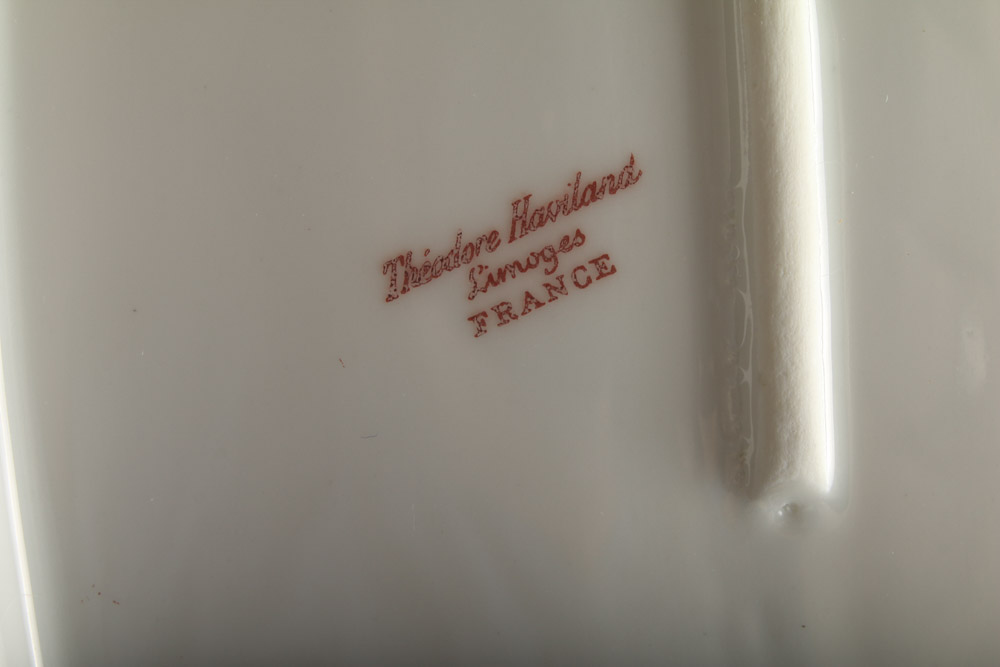 Théodore Haviland
Limoges
FRANCE